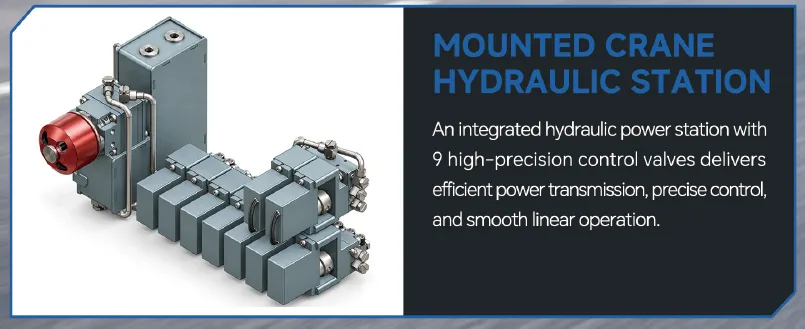 MOUNTED CRANE
HYDRAULIC STATION
An integrated hydraulic power station with
9 high-precision control valves delivers
efficient power transmission, precise control,
and smooth linear operation.